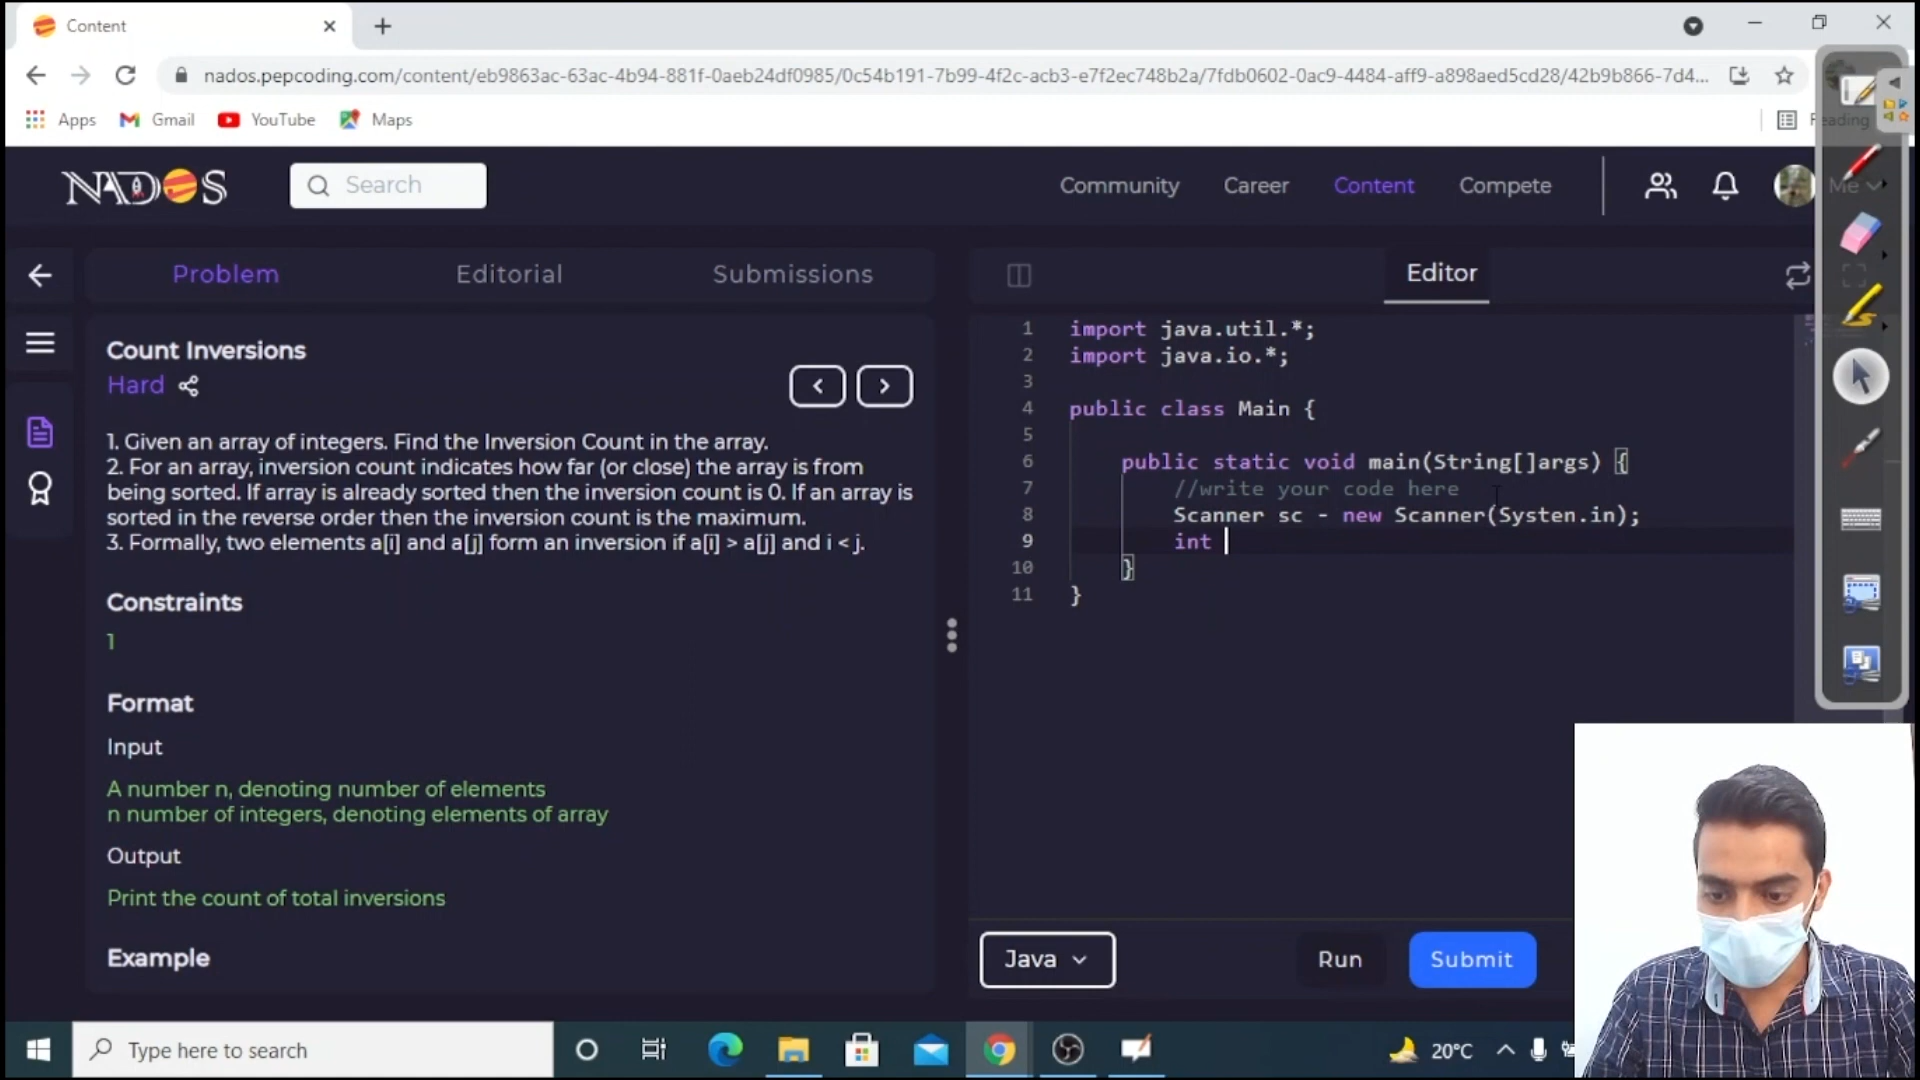 Content
nados.pepcoding.com/content/eb9863ac-63ac-4b94-881f-0aeb24df0985/0c54b191-7b99-4f2c-acb3-e7f2ec748b2a/7fdb0602-0ac9-4484-aff9-a898aed5cd28/42b9b866-7d4...
Apps Gmail YouTube Maps Reading
NADOS Search Community Career Content Compete Me
Problem Editorial Submissions
Editor
Count Inversions
Hard
1. Given an array of integers. Find the Inversion Count in the array.
2. For an array, inversion count indicates how far (or close) the array is from
being sorted. If array is already sorted then the inversion count is 0. If an array is
sorted in the reverse order then the inversion count is the maximum.
3. Formally, two elements a[i] and a[j] form an inversion if a[i] > a[j] and i < j.
Constraints
1
Format
Input
A number n, denoting number of elements
n number of integers, denoting elements of array
Output
Print the count of total inversions
Example
1 import java.util.*;
2 import java.io.*;
3
4 public class Main {
5
6 public static void main(String[]args) {
7 //write your code here
8 Scanner sc - new Scanner(Systen.in);
9 int
10 }
11 }
Java Run Submit
Type here to search 20°C